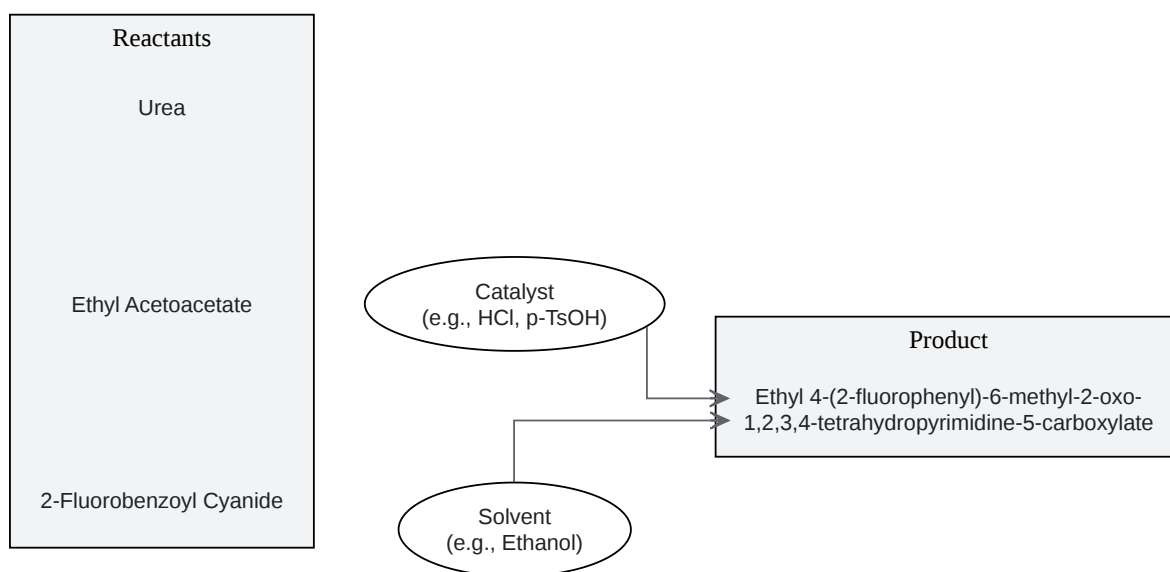 Reactants
Urea
Ethyl Acetoacetate
2-Fluorobenzoyl Cyanide
Catalyst
(e.g., HCl, p-TsOH)
Solvent
(e.g., Ethanol)
Product
Ethyl 4-(2-fluorophenyl)-6-methyl-2-oxo-
1,2,3,4-tetrahydropyrimidine-5-carboxylate